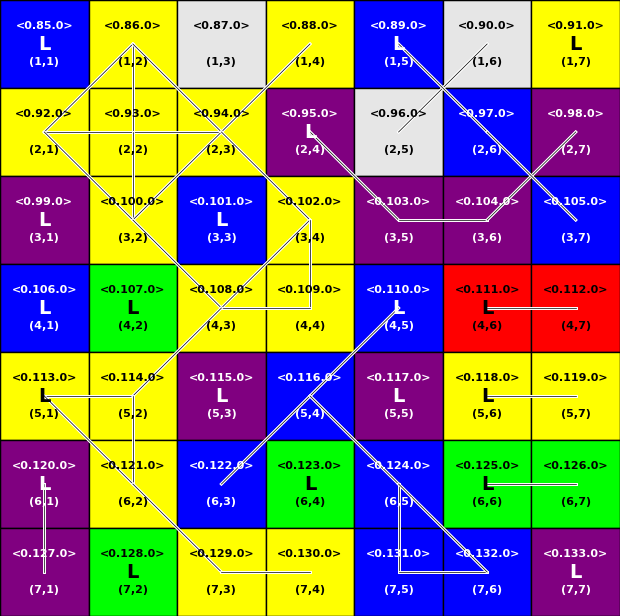 <0.85.0> <0.86.0> <0.87.0> <0.88.0> <0.89.0> <0.90.0> <0.91.0>
L L L
(1,1) (1,2) (1,3) (1,4) (1,5) (1,6) (1,7)
<0.92.0> <0.93.0> <0.94.0> <0.95.0> <0.96.0> <0.97.0> <0.98.0>
L
(2,1) (2,2) (2,3) (2,4) (2,5) (2,6) (2,7)
<0.99.0> <0.100.0> <0.101.0> <0.102.0> <0.103.0> <0.104.0> <0.105.0>
L L
(3,1) (3,2) (3,3) (3,4) (3,5) (3,6) (3,7)
<0.106.0> <0.107.0> <0.108.0> <0.109.0> <0.110.0> <0.111.0> <0.112.0>
L L L L
(4,1) (4,2) (4,3) (4,4) (4,5) (4,6) (4,7)
<0.113.0> <0.114.0> <0.115.0> <0.116.0> <0.117.0> <0.118.0> <0.119.0>
L L L L
(5,1) (5,2) (5,3) (5,4) (5,5) (5,6) (5,7)
<0.120.0> <0.121.0> <0.122.0> <0.123.0> <0.124.0> <0.125.0> <0.126.0>
L L L
(6,1) (6,2) (6,3) (6,4) (6,5) (6,6) (6,7)
<0.127.0> <0.128.0> <0.129.0> <0.130.0> <0.131.0> <0.132.0> <0.133.0>
L L
(7,1) (7,2) (7,3) (7,4) (7,5) (7,6) (7,7)